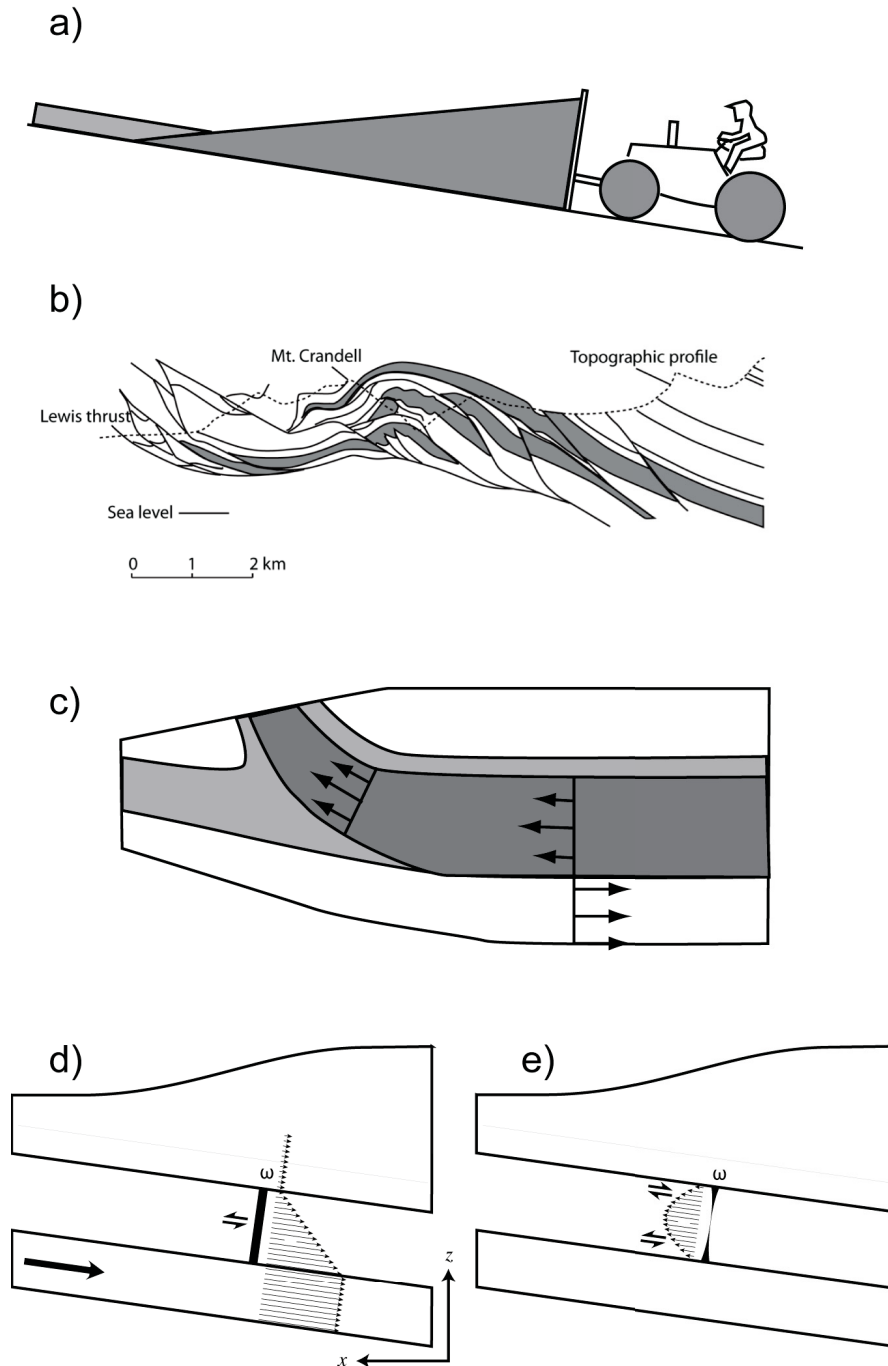 a)
b)
Mt. Crandell
Topographic profile
Lewis thrust
Sea level
0 1 2 km
c)
d)
e)
ω
ω
z
x